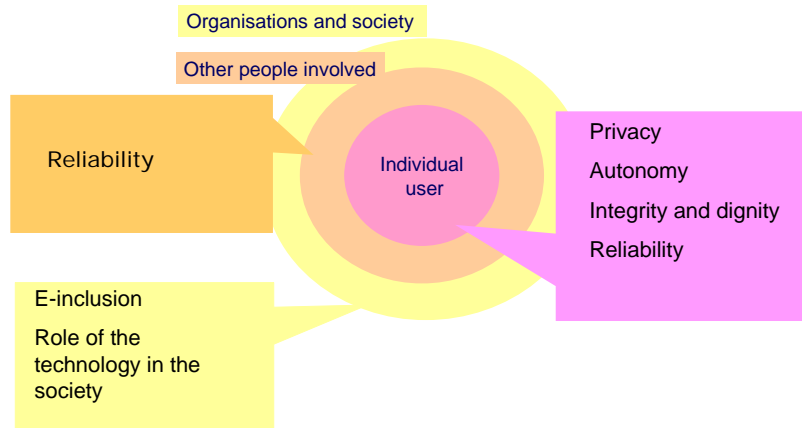 Organisations and society
Other people involved
Reliability
Individual
user
Privacy
Autonomy
Integrity and dignity
Reliability
E-inclusion
Role of the
technology in the
society